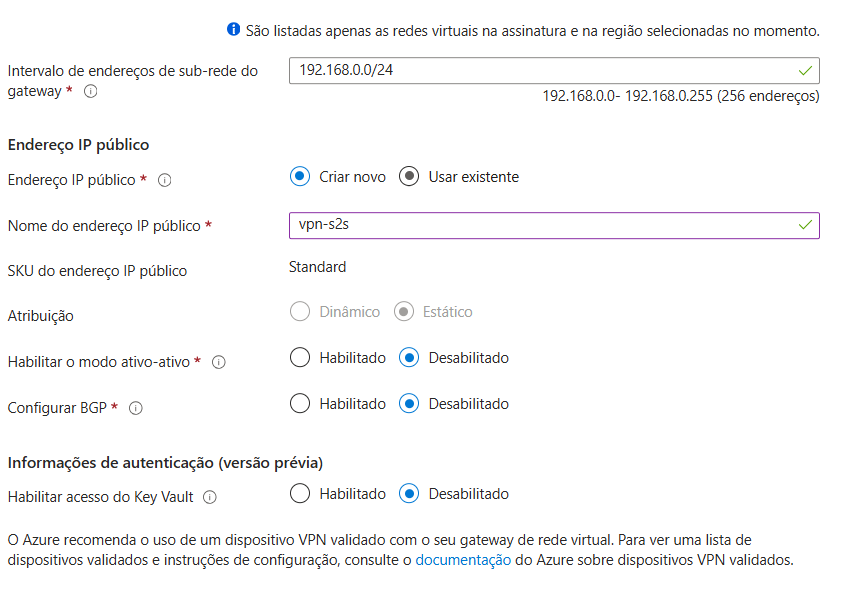 São listadas apenas as redes virtuais na assinatura e na região selecionadas no momento.
Intervalo de endereços de sub-rede do
gateway *
192.168.0.0/24
192.168.0.0- 192.168.0.255 (256 endereços)
Endereço IP público
Endereço IP público *
Criar novo
Usar existente
Nome do endereço IP público *
vpn-s2s
SKU do endereço IP público
Standard
Atribuição
Dinâmico
Estático
Habilitar o modo ativo-ativo *
Habilitado
Desabilitado
Configurar BGP *
Habilitado
Desabilitado
Informações de autenticação (versão prévia)
Habilitar acesso do Key Vault
Habilitado
Desabilitado
O Azure recomenda o uso de um dispositivo VPN validado com o seu gateway de rede virtual. Para ver uma lista de
dispositivos validados e instruções de configuração, consulte o documentação do Azure sobre dispositivos VPN validados.